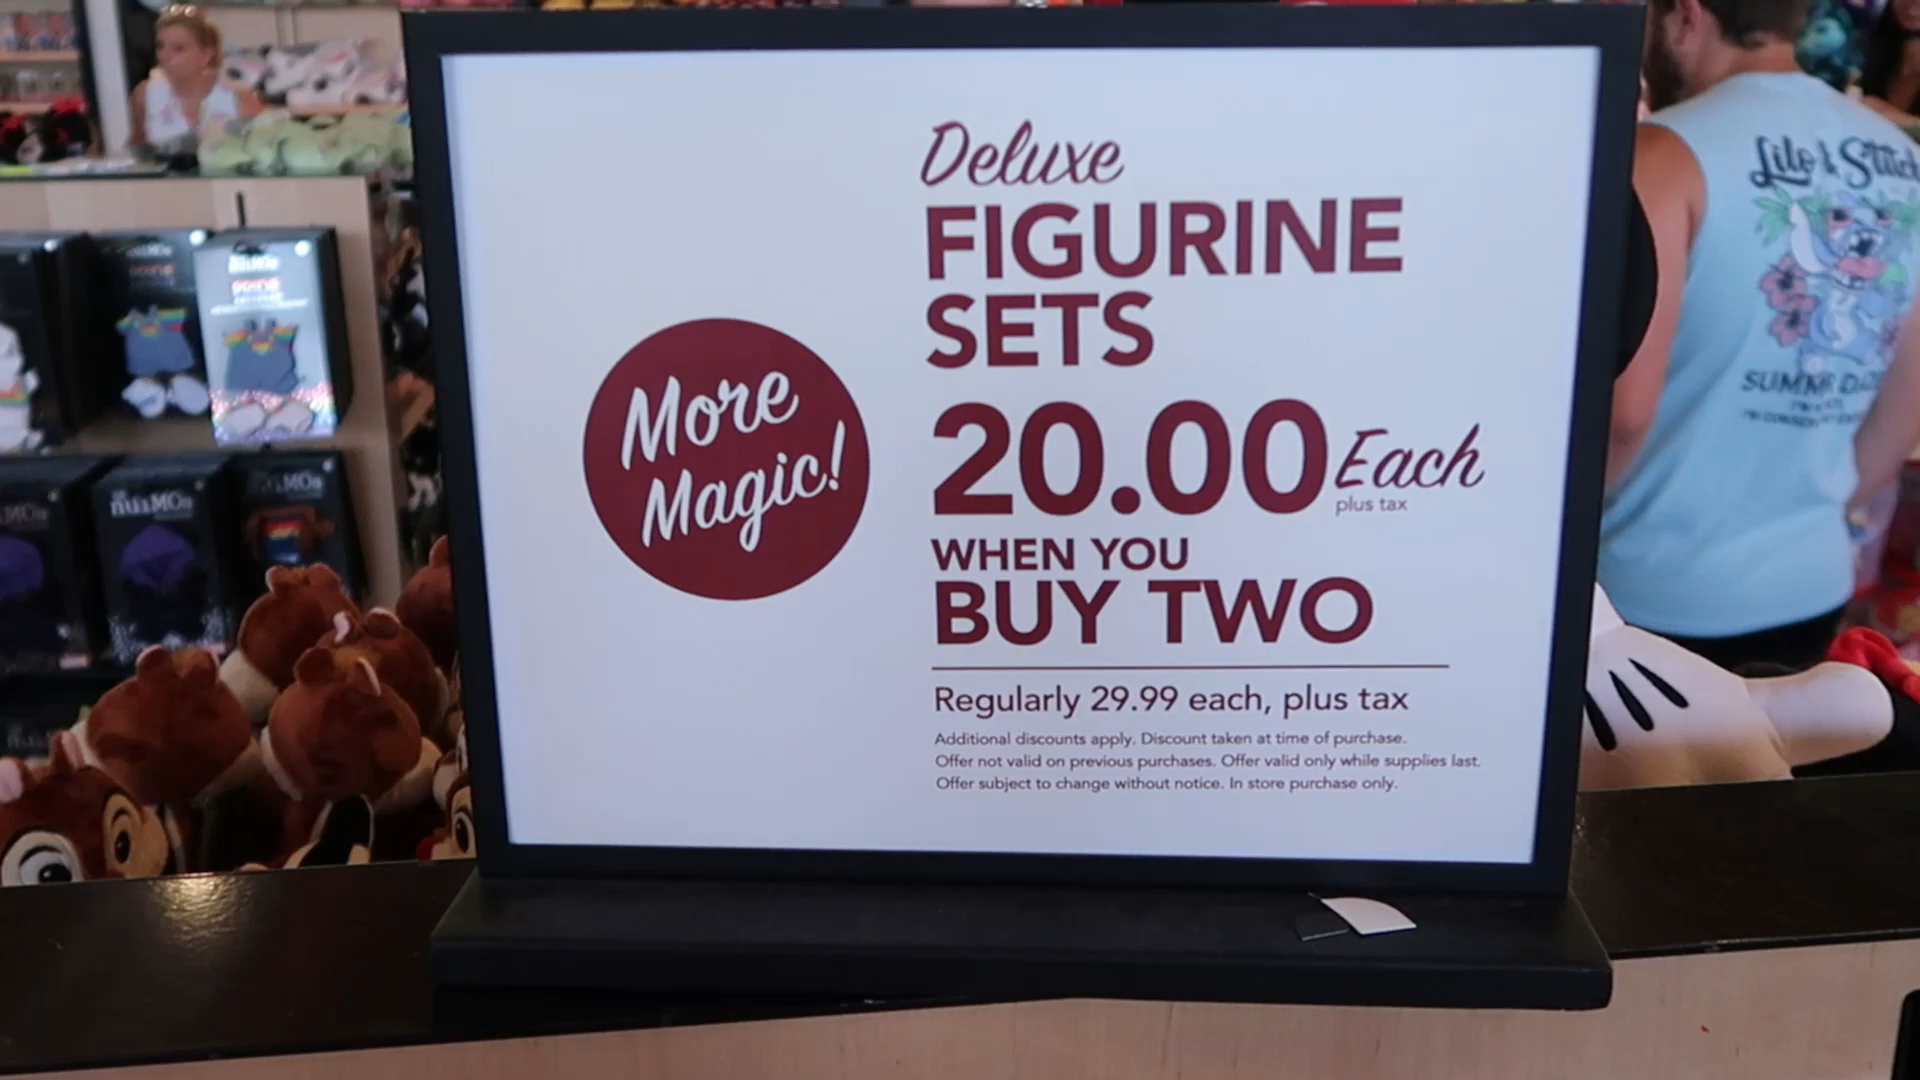 Deluxe
FIGURINE
SETS
More
Magic!
20.00 Each
plus tax
WHEN YOU
BUY TWO
Regularly 29.99 each, plus tax
Additional discounts apply. Discount taken at time of purchase.
Offer not valid on previous purchases. Offer valid only while supplies last.
Offer subject to change without notice. In store purchase only.
Lilo & Stitch
nuiMOs